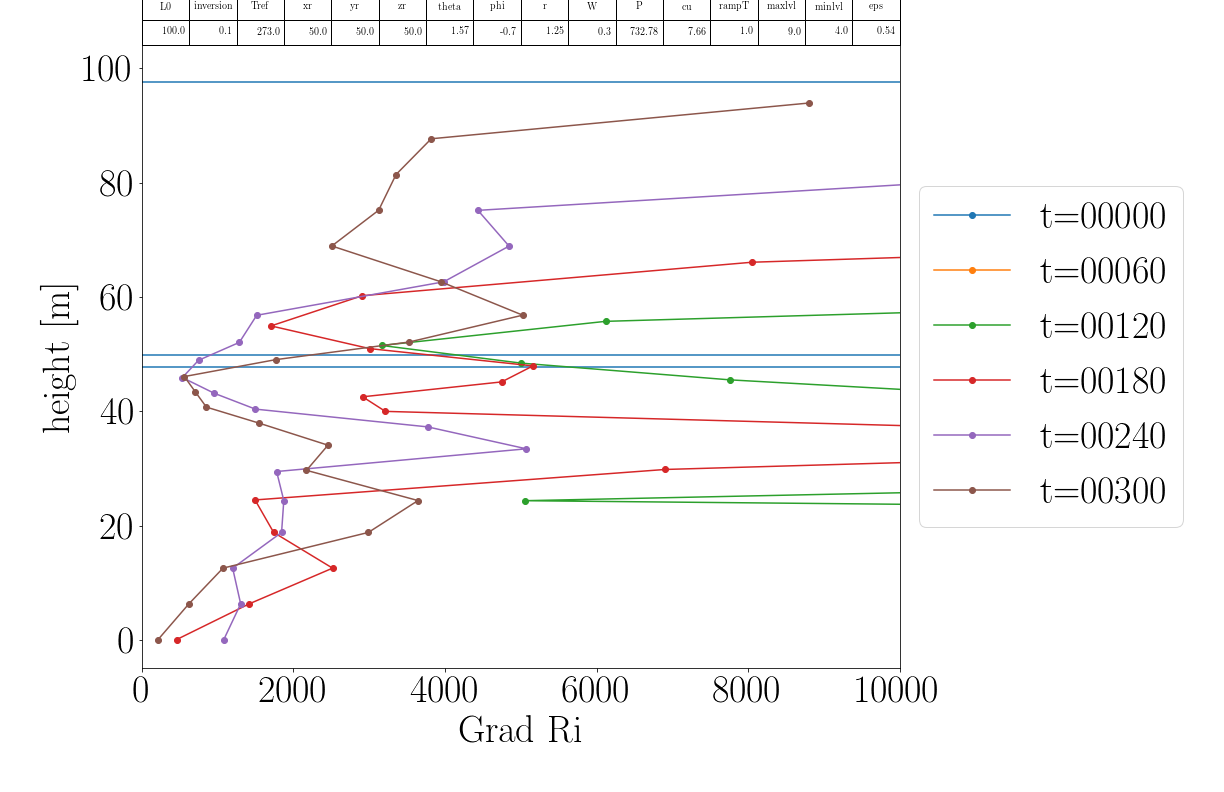 L0 inversion Tref xr yr zr theta phi r W P cu rampT maxlvl minlvl eps
100.0 0.1 273.0 50.0 50.0 50.0 1.57 -0.7 1.25 0.3 732.78 7.66 1.0 9.0 4.0 0.54
100
80
60
40
20
0
height [m]
0 2000 4000 6000 8000 10000
Grad Ri
t=00000
t=00060
t=00120
t=00180
t=00240
t=00300